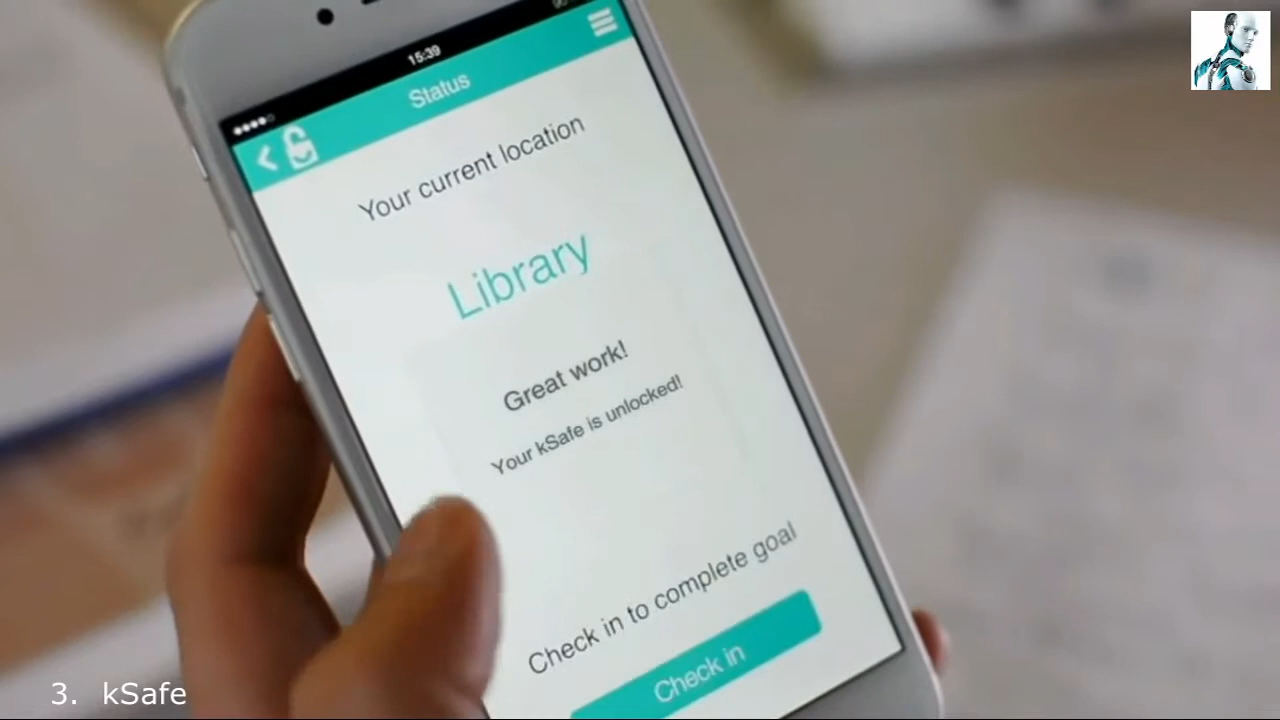 15:39
Status
Your current location
Library
Great work!
Your kSafe is unlocked!
Check in to complete goal
Check in
3. kSafe